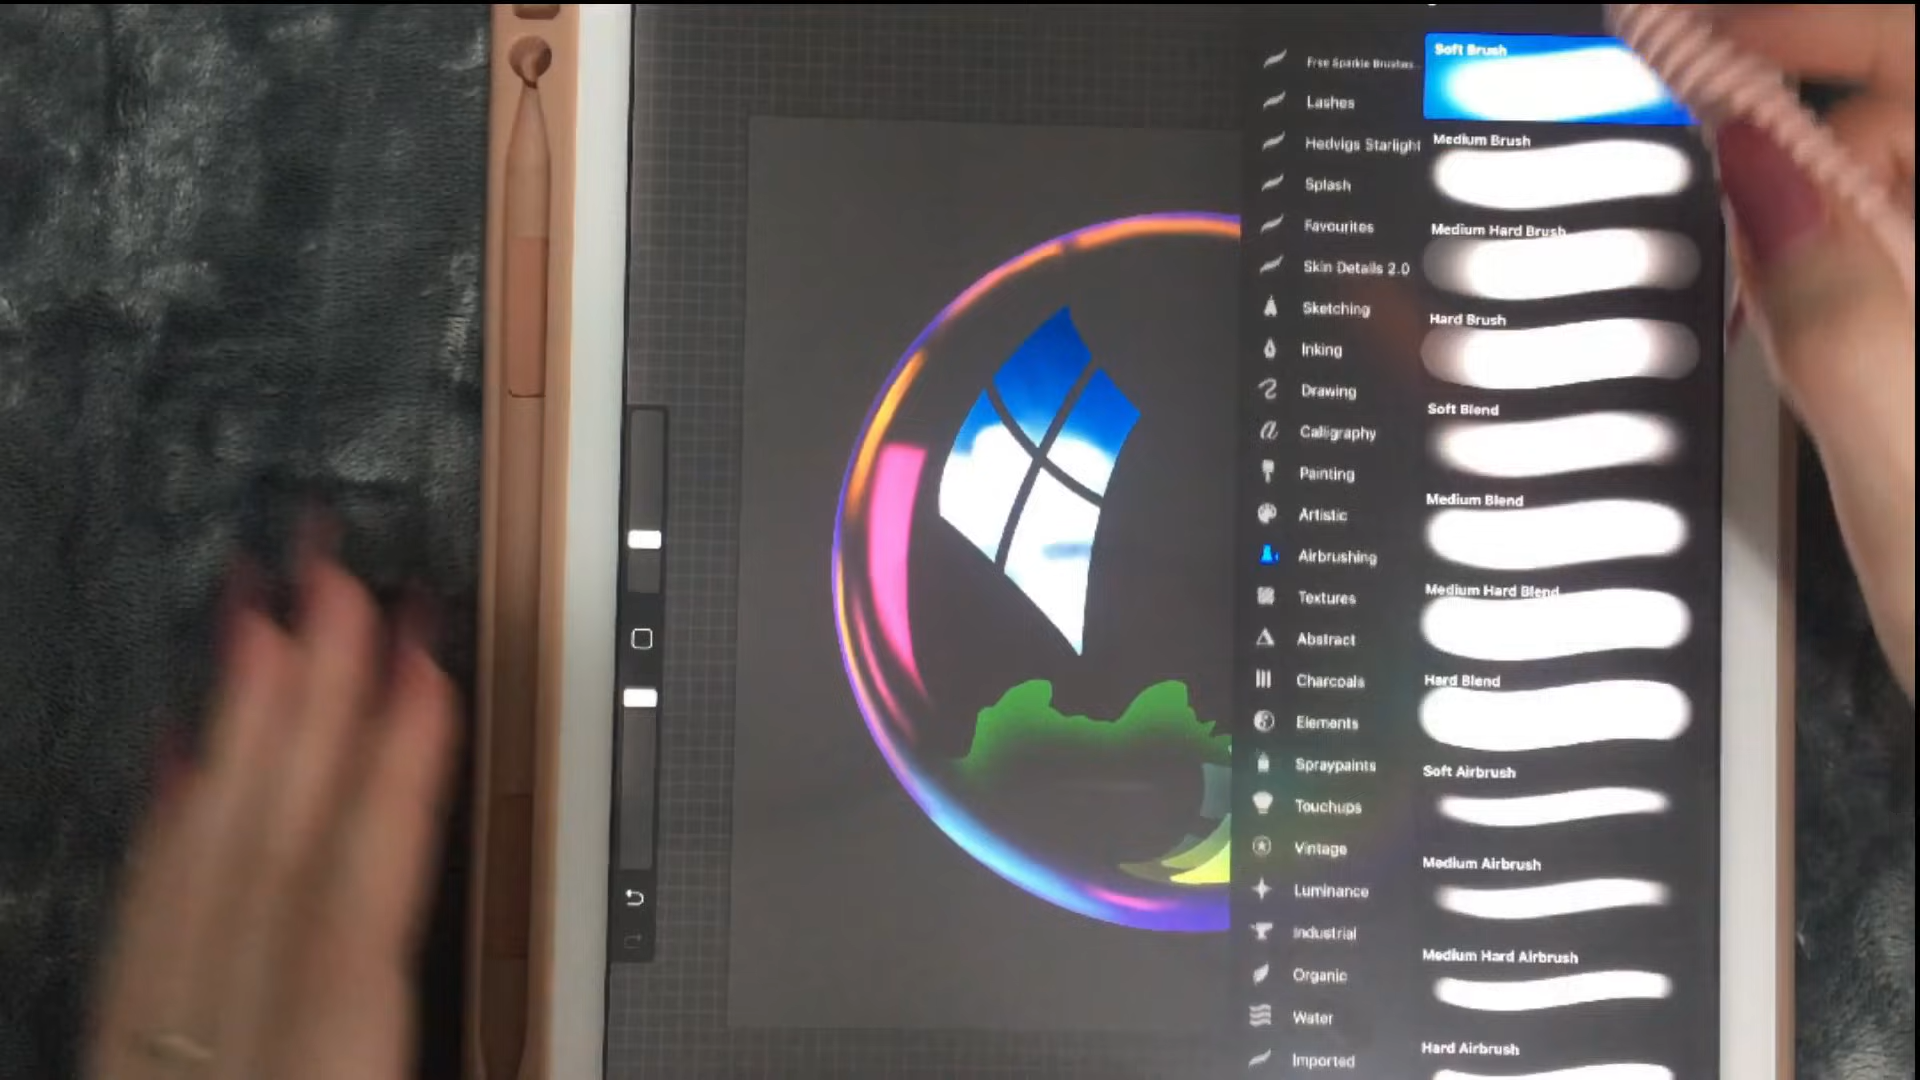 Free Sparkle Brushes...
Lashes
Hedvigs Starlight
Splash
Favourites
Skin Details 2.0
Sketching
Inking
Drawing
Calligraphy
Painting
Artistic
Airbrushing
Textures
Abstract
Charcoals
Elements
Spraypaints
Touchups
Vintage
Luminance
Industrial
Organic
Water
Imported
Soft Brush
Medium Brush
Medium Hard Brush
Hard Brush
Soft Blend
Medium Blend
Medium Hard Blend
Hard Blend
Soft Airbrush
Medium Airbrush
Medium Hard Airbrush
Hard Airbrush